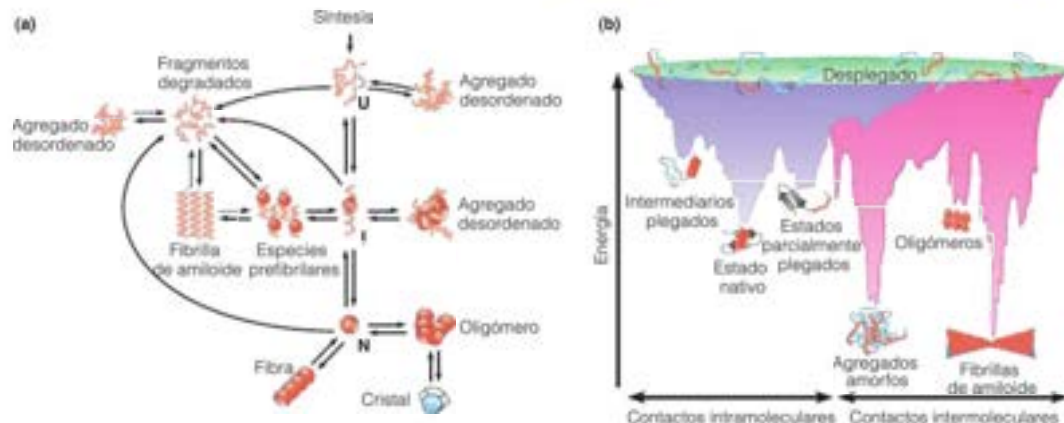 (a)
Síntesis
Fragmentos
degradados
U
Agregado
desordenado
Agregado
desordenado
Fibrilla
de amiloide
Especies
prefibrilares
I
Agregado
desordenado
N
Oligómero
Fibra
Cristal
(b)
Desplegado
Energía
Intermediarios
plegados
Estado
nativo
Estados
parcialmente
plegados
Oligómeros
Agregados
amorfos
Fibrillas
de amiloide
Contactos intramoleculares
Contactos intermoleculares